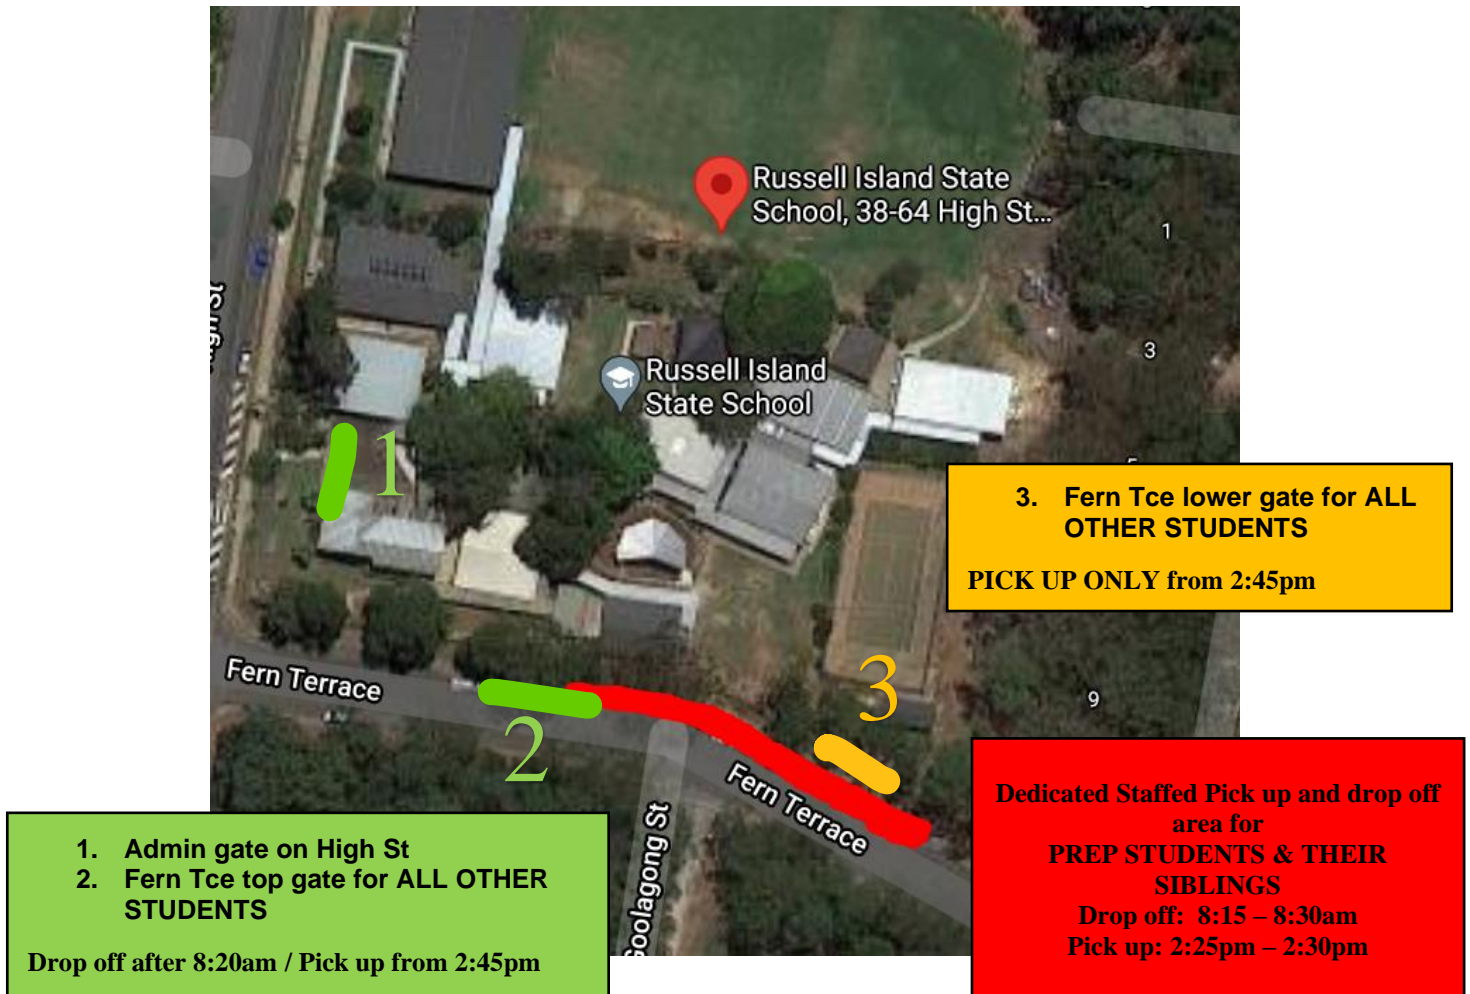 Russell Island State
School, 38-64 High St...
1
High St
3
Russell Island
State School
1
3. Fern Tce lower gate for ALL
OTHER STUDENTS
PICK UP ONLY from 2:45pm
3
Fern Terrace
9
2
Fern Terrace
Goolagong St
1. Admin gate on High St
2. Fern Tce top gate for ALL OTHER
STUDENTS
Drop off after 8:20am / Pick up from 2:45pm
Dedicated Staffed Pick up and drop off
area for
PREP STUDENTS & THEIR
SIBLINGS
Drop off: 8:15 – 8:30am
Pick up: 2:25pm – 2:30pm